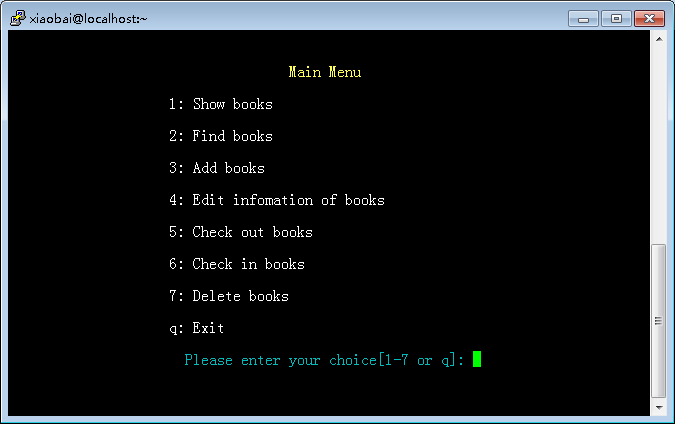 xiaobai@localhost:~
Main Menu
1: Show books
2: Find books
3: Add books
4: Edit infomation of books
5: Check out books
6: Check in books
7: Delete books
q: Exit
Please enter your choice[1-7 or q]: